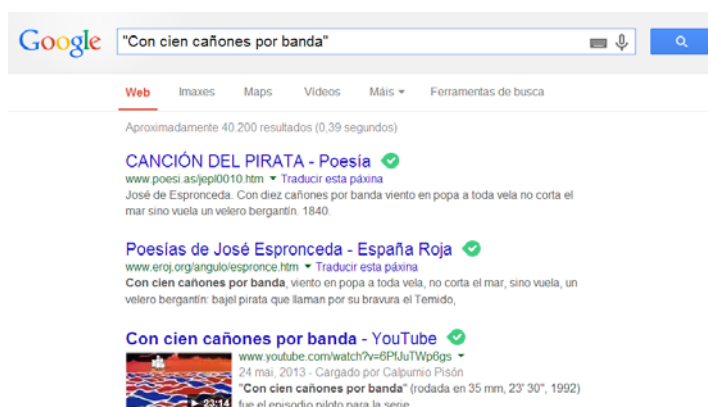 Google "Con cien cañones por banda"
Web Imaxes Maps Vídeos Máis Ferramentas de busca
Aproximadamente 40.200 resultados (0,39 segundos)
CANCIÓN DEL PIRATA - Poesía
www.poesi.as/jepl0010.htm Traducir esta páxina
José de Espronceda. Con diez cañones por banda viento en popa a toda vela no corta el
mar sino vuela un velero bergantín. 1840.
Poesías de José Espronceda - España Roja
www.eroj.org/angulo/espronce.htm Traducir esta páxina
Con cien cañones por banda, viento en popa a toda vela, no corta el mar, sino vuela, un
velero bergantín: bajel pirata que llaman por su bravura el Temido,
Con cien cañones por banda - YouTube
www.youtube.com/watch?v=6PfJuTWp6gs
24 mai, 2013 - Cargado por Calpurnio Pisón
"Con cien cañones por banda" (rodada en 35 mm, 23' 30", 1992)
23:14 fue el episodio piloto para la serie